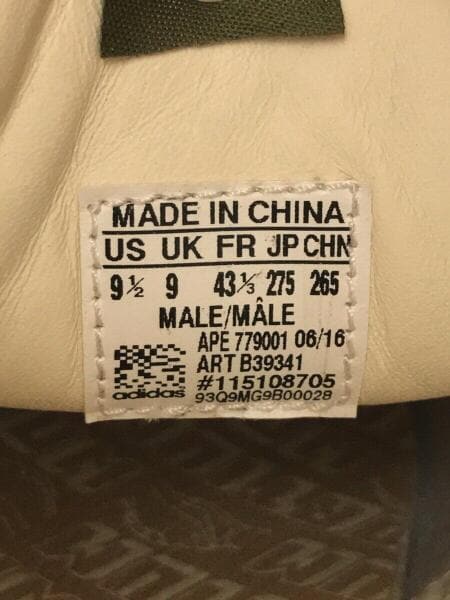 MADE IN CHINA
US UK FR JP CHN
9½ 9 43⅓ 275 265
MALE/MÂLE
APE 779001 06/16
ART B39341
#115108705
adidas 93Q9MG9B00028